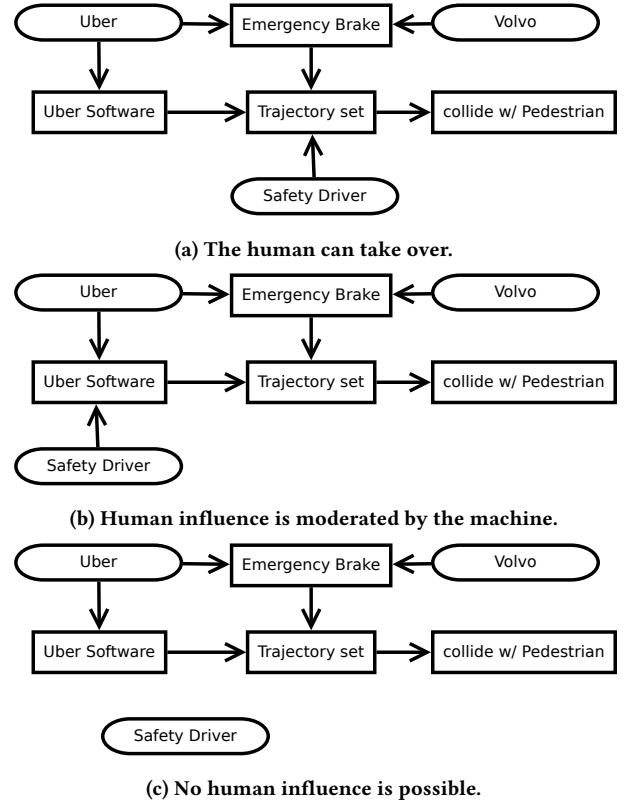 Uber
Emergency Brake
Volvo
Uber Software
Trajectory set
collide w/ Pedestrian
Safety Driver
(a) The human can take over.
Uber
Emergency Brake
Volvo
Uber Software
Trajectory set
collide w/ Pedestrian
Safety Driver
(b) Human influence is moderated by the machine.
Uber
Emergency Brake
Volvo
Uber Software
Trajectory set
collide w/ Pedestrian
Safety Driver
(c) No human influence is possible.